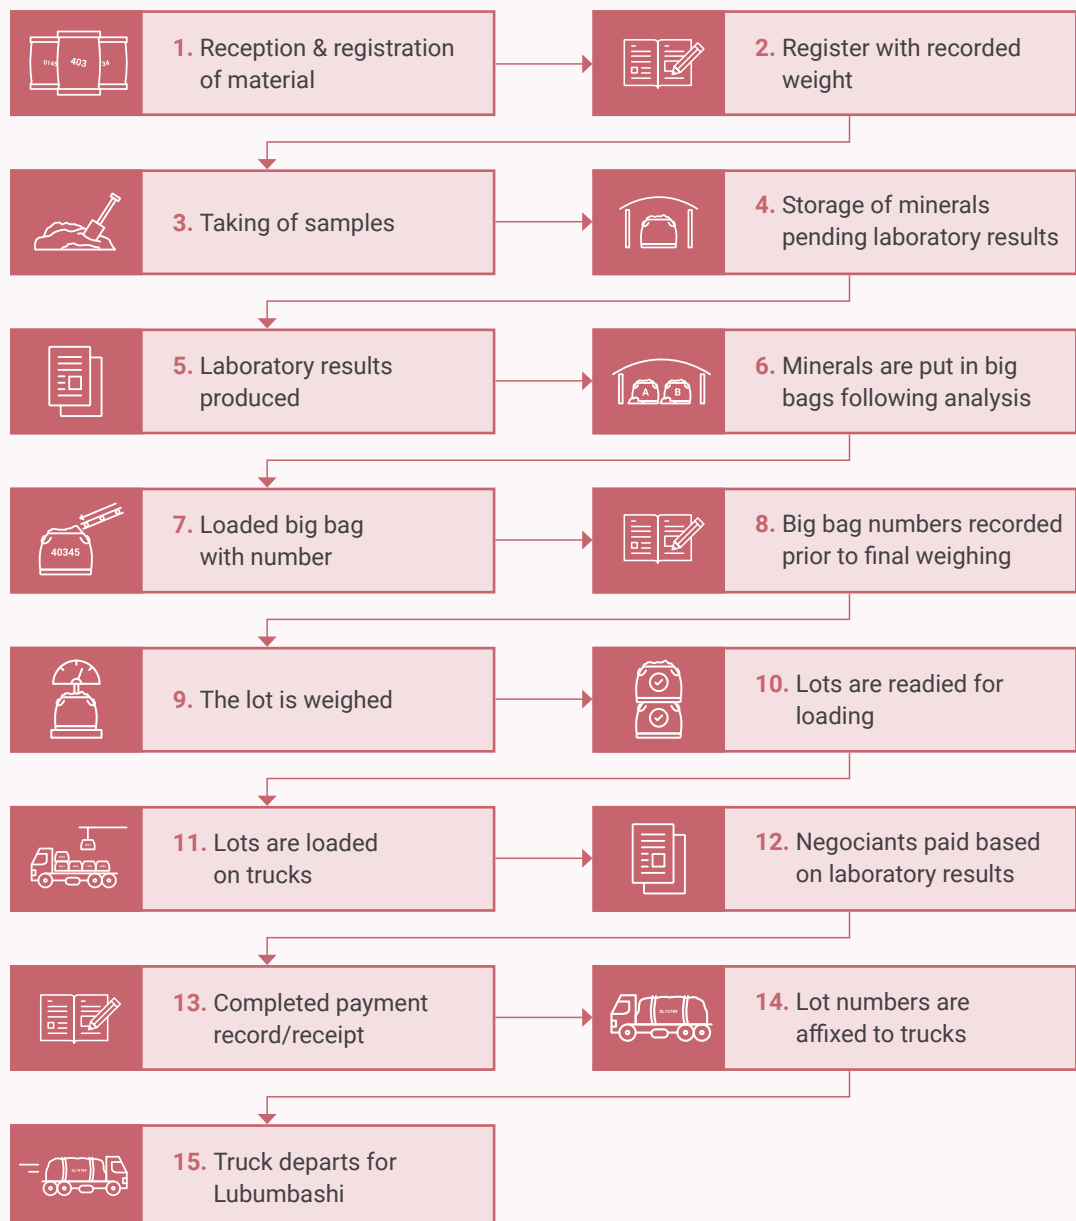 0145
403
34
1. Reception & registration
of material
2. Register with recorded
weight
3. Taking of samples
4. Storage of minerals
pending laboratory results
5. Laboratory results
produced
A
B
6. Minerals are put in big
bags following analysis
40345
7. Loaded big bag
with number
8. Big bag numbers recorded
prior to final weighing
9. The lot is weighed
10. Lots are readied for
loading
11. Lots are loaded
on trucks
12. Negociants paid based
on laboratory results
13. Completed payment
record/receipt
14. Lot numbers are
affixed to trucks
15. Truck departs for
Lubumbashi